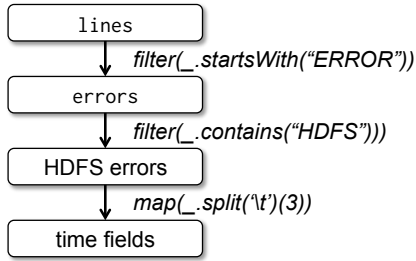 lines
filter(_.startsWith(“ERROR”))
errors
filter(_.contains(“HDFS”)))
HDFS errors
map(_.split(‘\t’)(3))
time fields